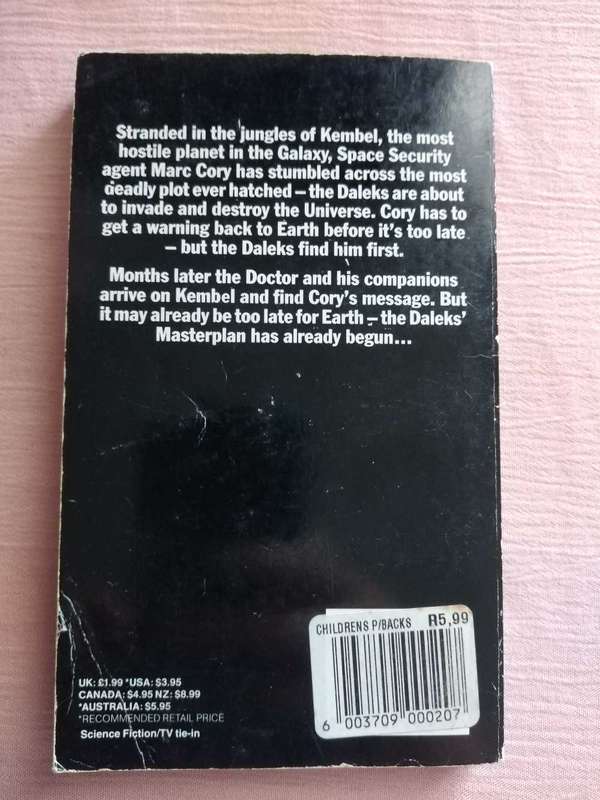 Stranded in the jungles of Kembel, the most
hostile planet in the Galaxy, Space Security
agent Marc Cory has stumbled across the most
deadly plot ever hatched – the Daleks are about
to invade and destroy the Universe. Cory has to
get a warning back to Earth before it's too late
– but the Daleks find him first.
Months later the Doctor and his companions
arrive on Kembel and find Cory's message. But
it may already be too late for Earth – the Daleks'
Masterplan has already begun...
CHILDRENS P/BACKS R5,99
6 003709 000207
UK: £1.99 *USA: $3.95
CANADA: $4.95 NZ: $8.99
*AUSTRALIA: $5.95
*RECOMMENDED RETAIL PRICE
Science Fiction/TV tie-in